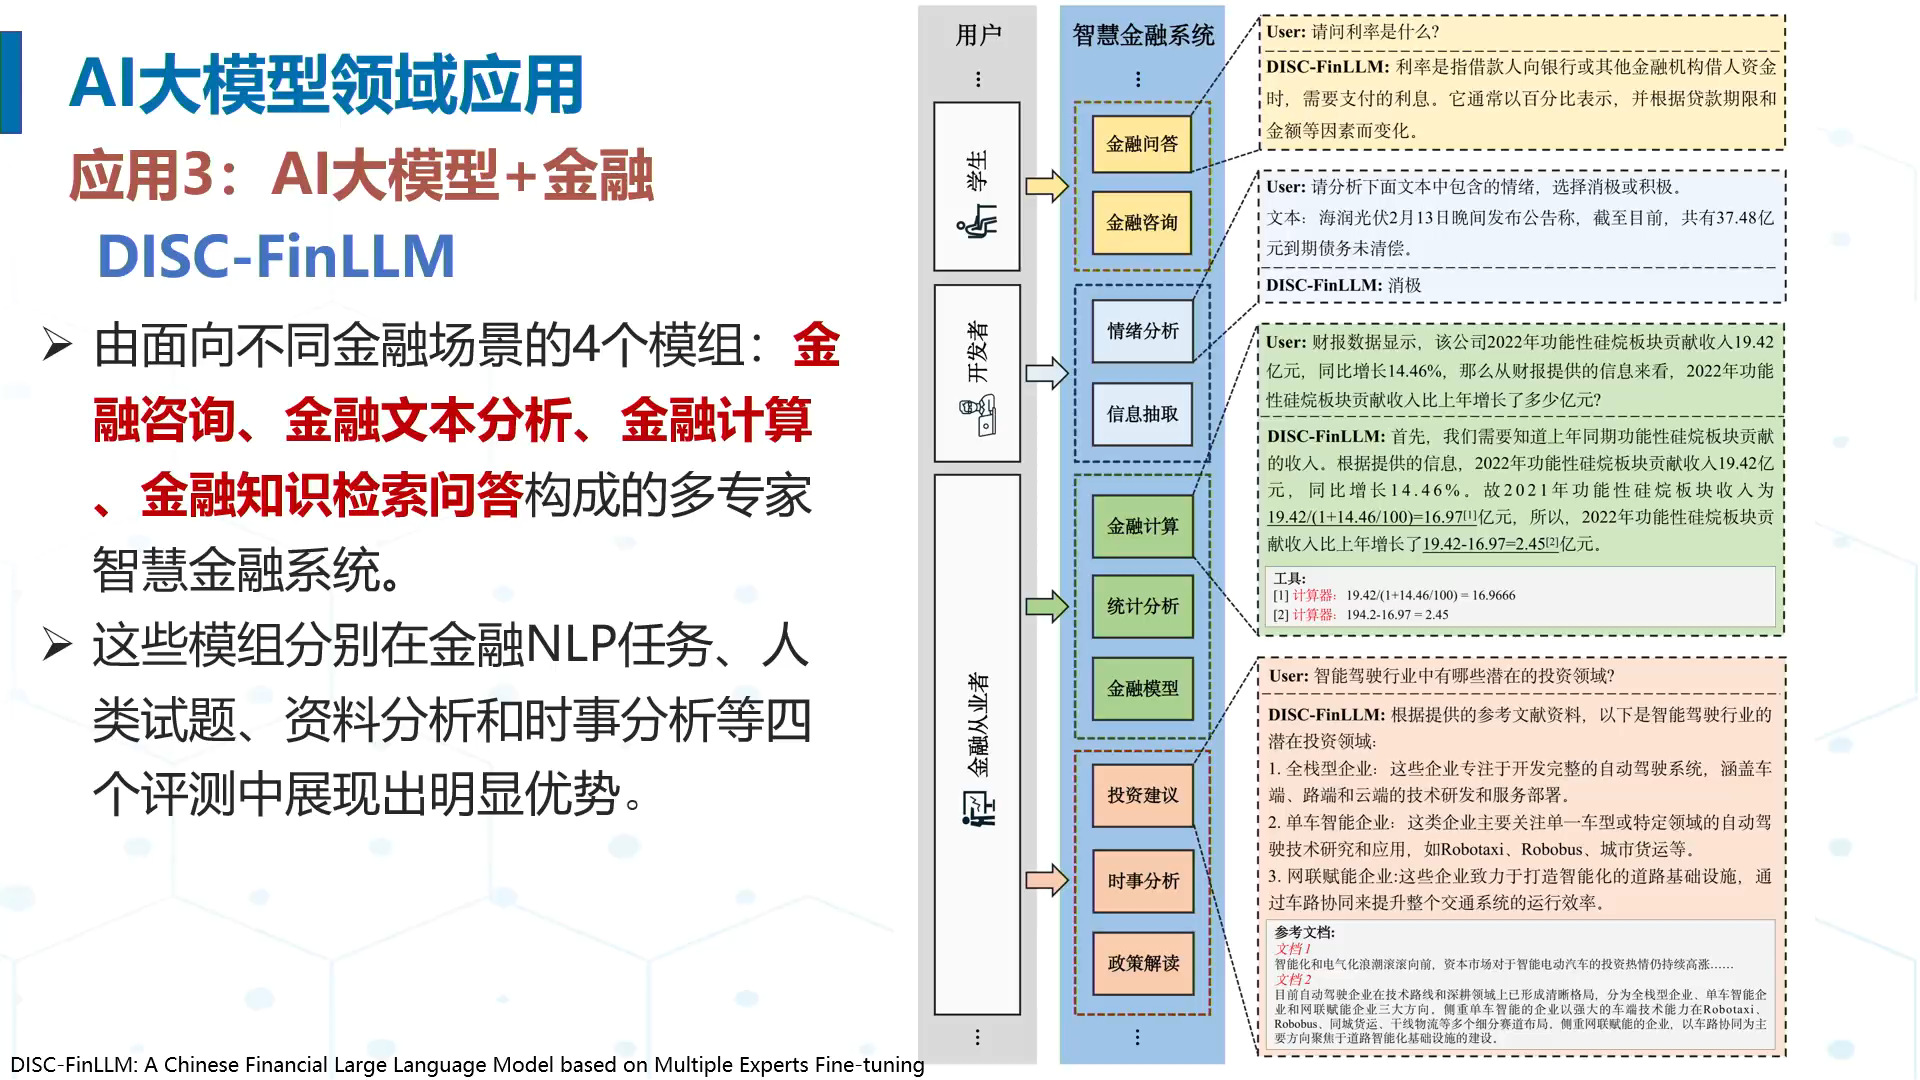 AI大模型领域应用
应用3：AI大模型+金融
DISC-FinLLM
➢ 由面向不同金融场景的4个模组：金
融咨询、金融文本分析、金融计算
、金融知识检索问答构成的多专家
智慧金融系统。
➢ 这些模组分别在金融NLP任务、人
类试题、资料分析和时事分析等四
个评测中展现出明显优势。
DISC-FinLLM: A Chinese Financial Large Language Model based on Multiple Experts Fine-tuning
用户
…
学生
开发者
金融从业者
…
智慧金融系统
…
金融问答
金融咨询
情绪分析
信息抽取
金融计算
统计分析
金融模型
投资建议
时事分析
政策解读
…
User: 请问利率是什么?
DISC-FinLLM: 利率是指借款人向银行或其他金融机构借入资金
时，需要支付的利息。它通常以百分比表示，并根据贷款期限和
金额等因素而变化。
User: 请分析下面文本中包含的情绪，选择消极或积极。
文本：海润光伏2月13日晚间发布公告称，截至目前，共有37.48亿
元到期债务未清偿。
DISC-FinLLM: 消极
User: 财报数据显示，该公司2022年功能性硅烷板块贡献收入19.42
亿元，同比增长14.46%，那么从财报提供的信息来看，2022年功能
性硅烷板块贡献收入比上年增长了多少亿元?
DISC-FinLLM: 首先，我们需要知道上年同期功能性硅烷板块贡献
的收入。根据提供的信息，2022年功能性硅烷板块贡献收入19.42亿
元，同比增长14.46%。故2021年功能性硅烷板块收入为
19.42/(1+14.46/100)=16.97[1]亿元，所以，2022年功能性硅烷板块贡
献收入比上年增长了19.42-16.97=2.45[2]亿元。
工具:
[1] 计算器：19.42/(1+14.46/100) = 16.9666
[2] 计算器：194.2-16.97 = 2.45
User: 智能驾驶行业中有哪些潜在的投资领域?
DISC-FinLLM: 根据提供的参考文献资料，以下是智能驾驶行业的
潜在投资领域:
1. 全栈型企业：这些企业专注于开发完整的自动驾驶系统，涵盖车
端、路端和云端的技术研发和服务部署。
2. 单车智能企业：这类企业主要关注单一车型或特定领域的自动驾
驶技术研究和应用，如Robotaxi、Robobus、城市货运等。
3. 网联赋能企业:这些企业致力于打造智能化的道路基础设施，通
过车路协同来提升整个交通系统的运行效率。
参考文档:
文档 1
智能化和电气化浪潮滚滚向前，资本市场对于智能电动汽车的投资热情仍持续高涨……
文档 2
目前自动驾驶企业在技术路线和深耕领域上已形成清晰格局，分为全栈型企业、单车智能企
业和网联赋能企业三大方向。侧重单车智能的企业以强大的车端技术能力在Robotaxi、
Robobus、同城货运、干线物流等多个细分赛道布局。侧重网联赋能的企业，以车路协同为主
要方向聚焦于道路智能化基础设施的建设。